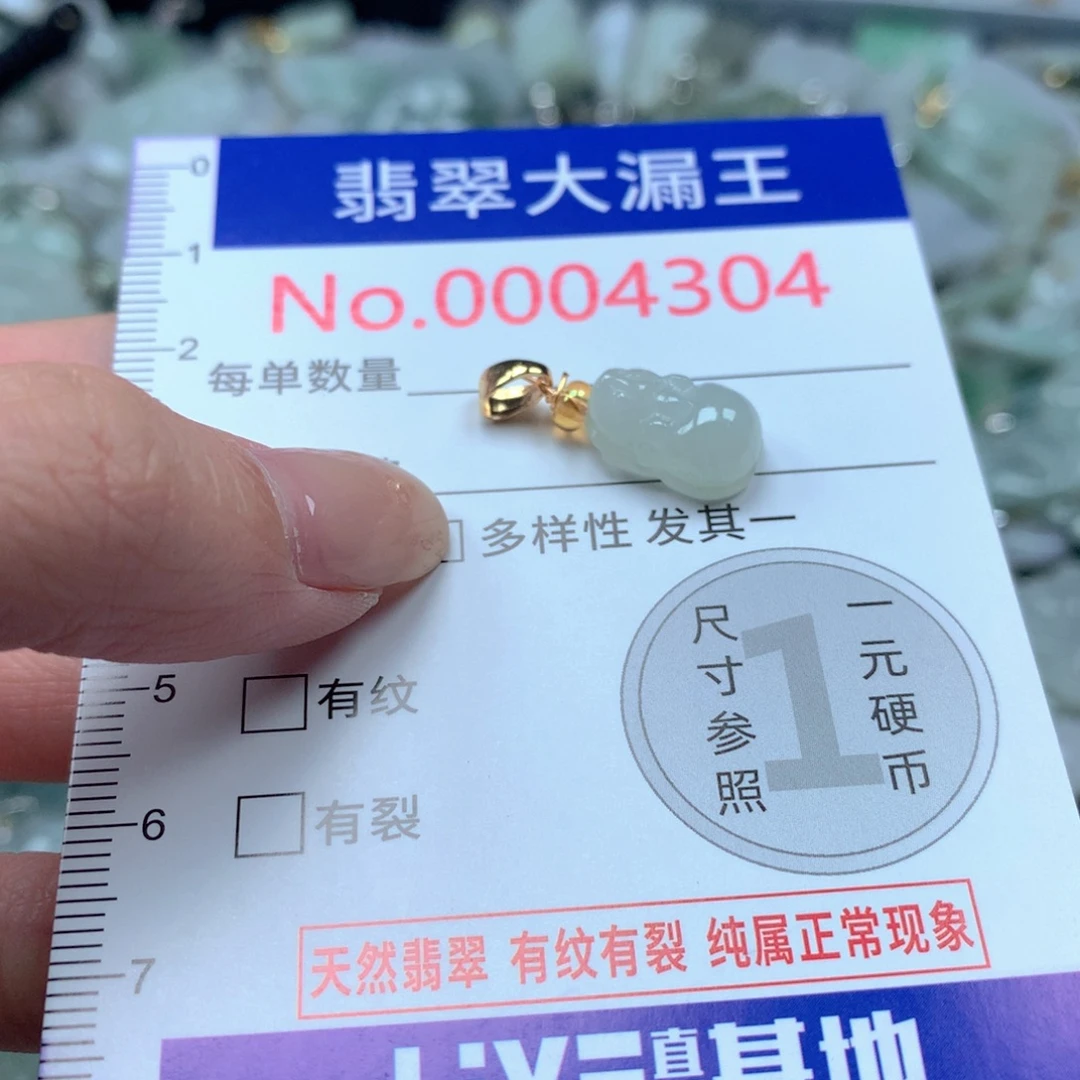 翡翠大漏王
No.0004304
0
1
2
每单数量
多样性 发其一
5
有纹
6
有裂
7
尺寸参照
一元硬币
1
天然翡翠 有纹有裂 纯属正常现象
基地